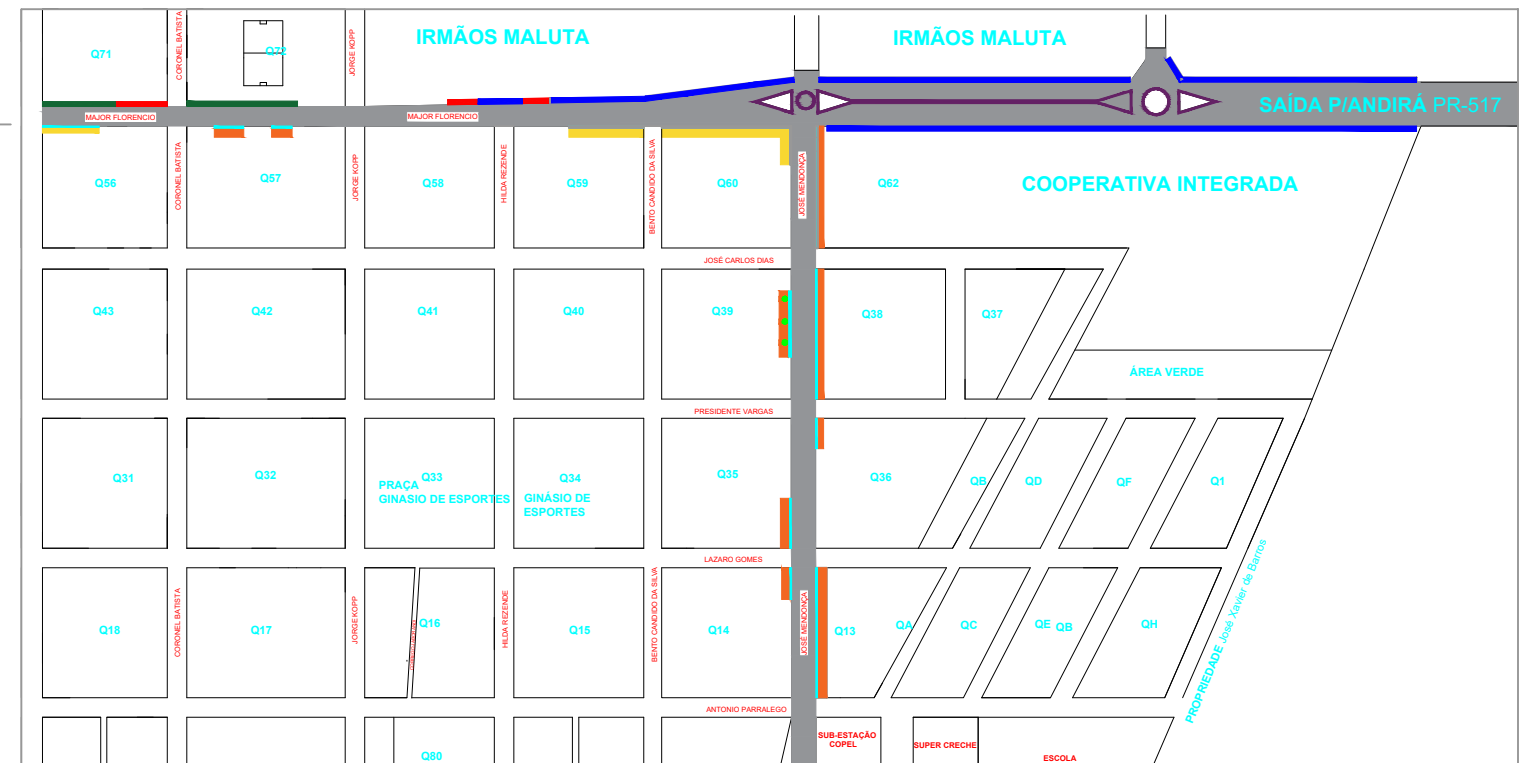 IRMÃOS MALUTA
IRMÃOS MALUTA
Q71
CORONEL BATISTA
Q72
JORGE KOPP
MAJOR FLORENCIO
MAJOR FLORENCIO
SAÍDA P/ANDIRÁ PR-517
Q56
CORONEL BATISTA
Q57
JORGE KOPP
Q58
HILDA REZENDE
Q59
BENTO CANDIDO DA SILVA
Q60
JOSÉ MENDONÇA
Q62
COOPERATIVA INTEGRADA
JOSÉ CARLOS DIAS
Q43
Q42
Q41
Q40
Q39
Q38
Q37
ÁREA VERDE
PRESIDENTE VARGAS
Q31
Q32
Q33
PRAÇA
GINASIO DE ESPORTES
Q34
GINÁSIO DE
ESPORTES
Q35
Q36
QB
QD
QF
Q1
LAZARO GOMES
Q18
CORONEL BATISTA
Q17
JORGE KOPP
Q16
HILDA REZENDE
Q15
BENTO CANDIDO DA SILVA
Q14
JOSÉ MENDONÇA
Q13
QA
QC
QE
QB
QH
PROPRIEDADE José Xavier de Barros
ANTONIO PARRALEGO
Q80
SUB-ESTAÇÃO
COPEL
SUPER CRECHE
ESCOLA